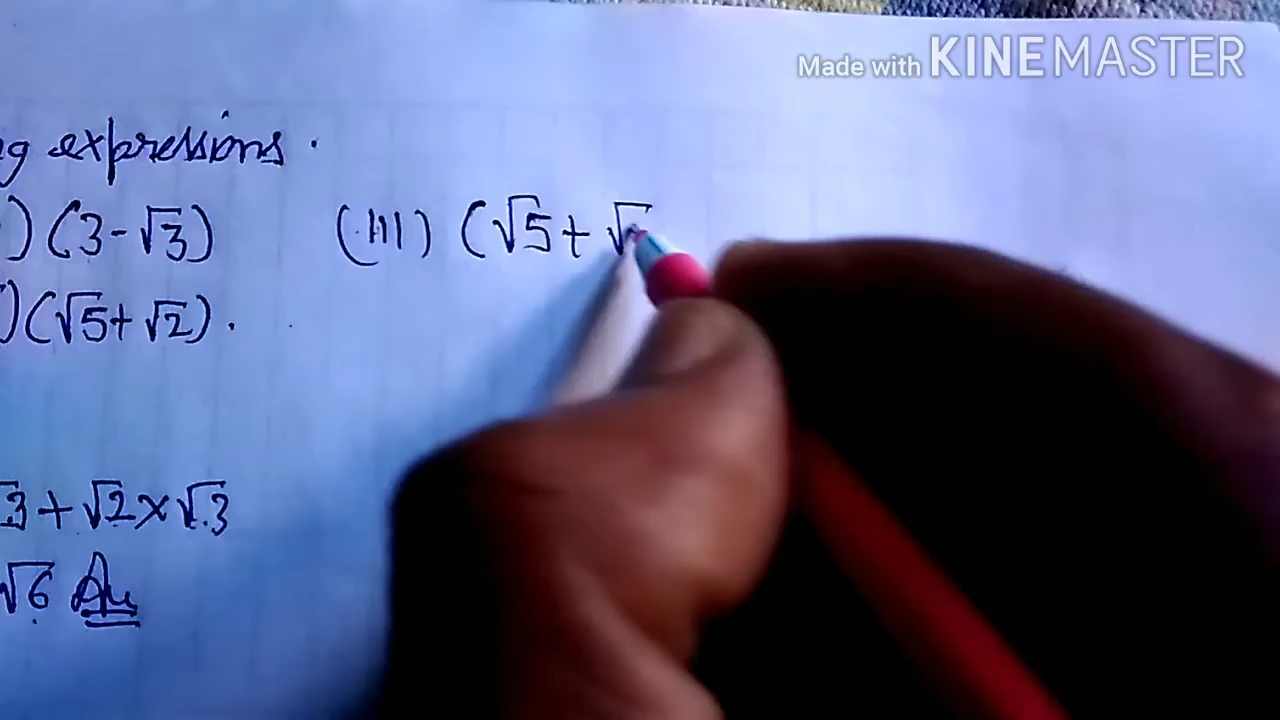 Made with KINEMASTER
expressions.
)(3-√3) (III) (√5+√
)(√5+√2).
√3+√2×√3
√6 Ans